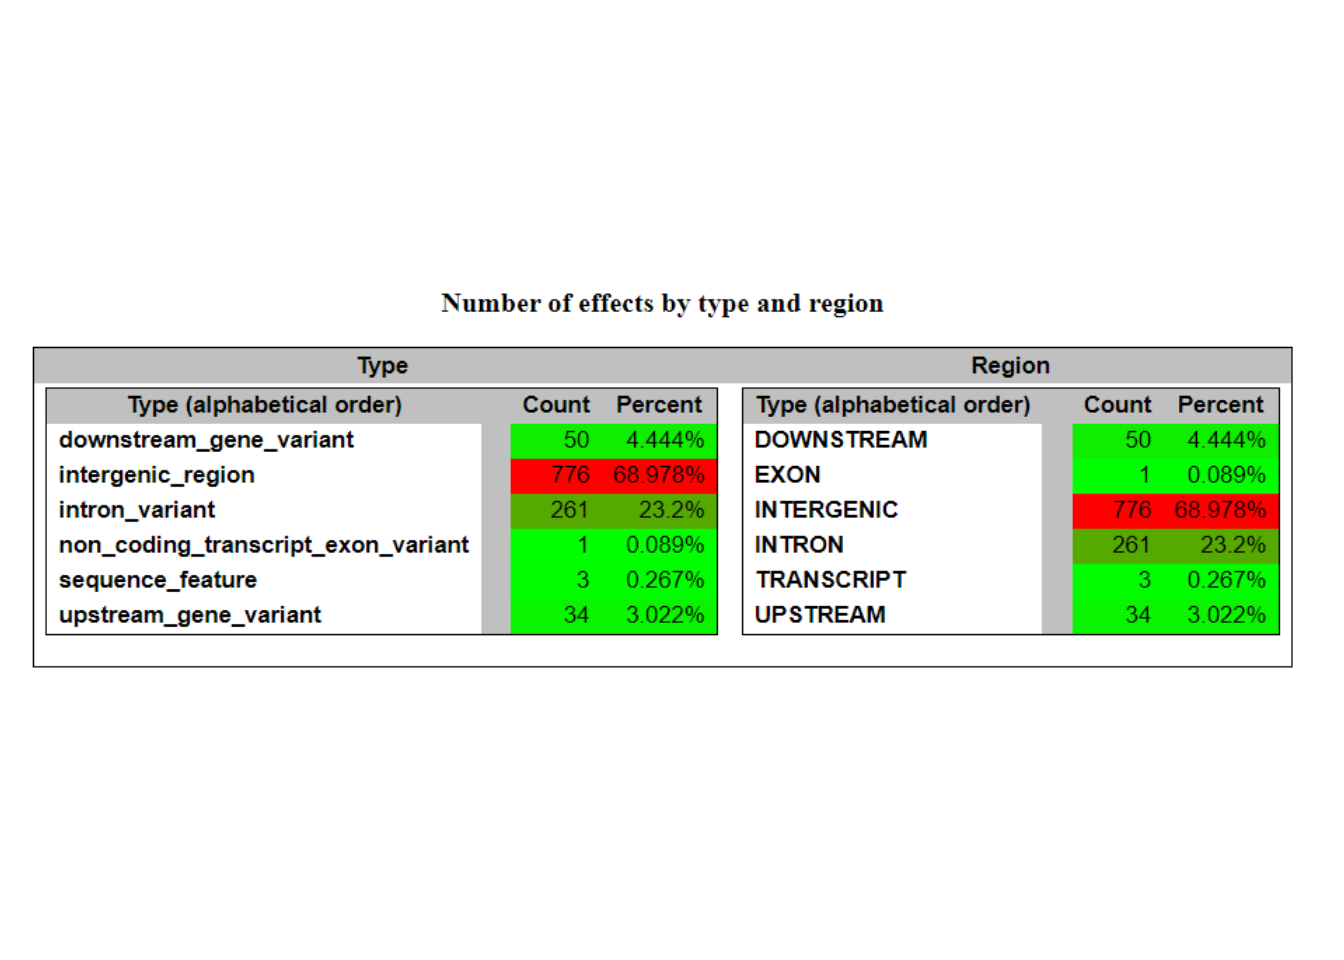 Number of effects by type and region
Type Region
Type (alphabetical order) Count Percent Type (alphabetical order) Count Percent
downstream_gene_variant 50 4.444% DOWNSTREAM 50 4.444%
intergenic_region 776 68.978% EXON 1 0.089%
intron_variant 261 23.2% INTERGENIC 776 68.978%
non_coding_transcript_exon_variant 1 0.089% INTRON 261 23.2%
sequence_feature 3 0.267% TRANSCRIPT 3 0.267%
upstream_gene_variant 34 3.022% UPSTREAM 34 3.022%